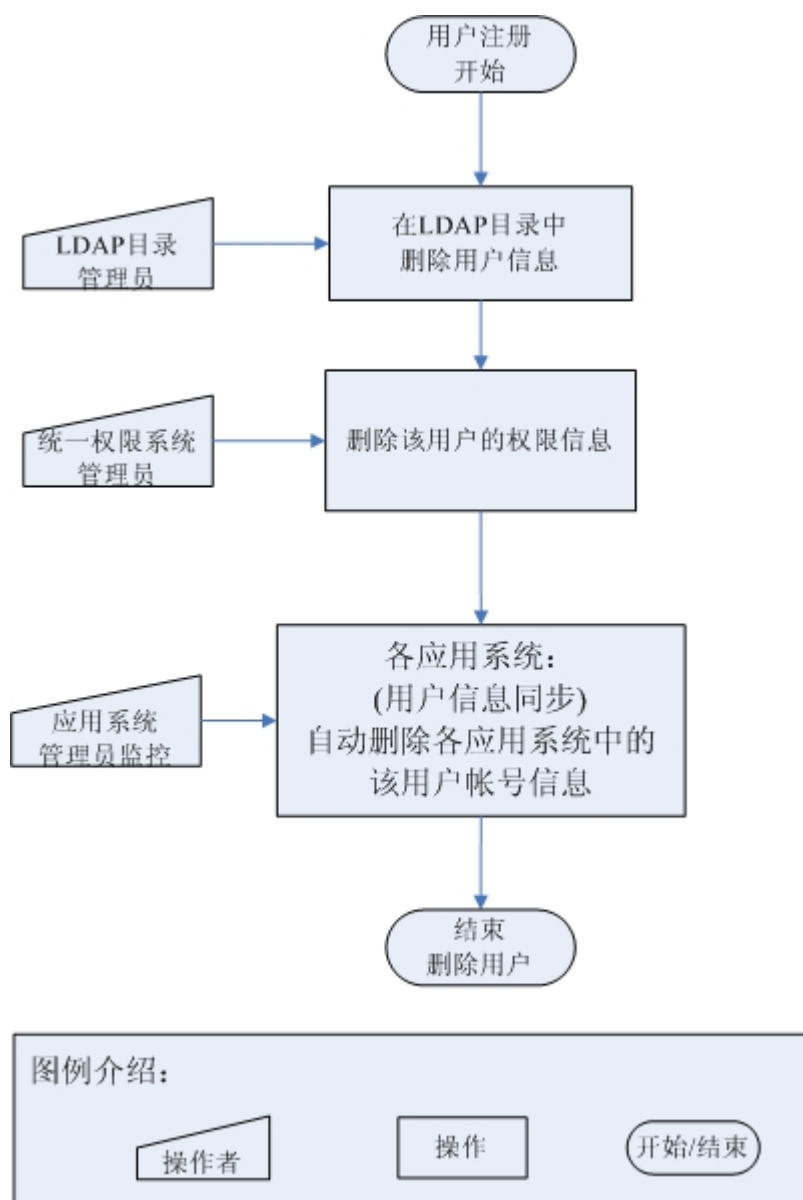 用户注册
开始
在LDAP目录中
删除用户信息
LDAP目录
管理员
删除该用户的权限信息
统一权限系统
管理员
各应用系统：
(用户信息同步)
自动删除各应用系统中的
该用户帐号信息
应用系统
管理员监控
结束
删除用户
图例介绍：
操作者
操作
开始/结束